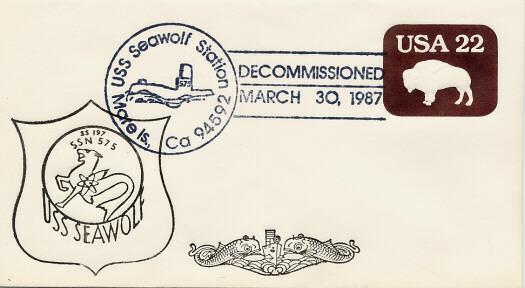 USS Seawolf Station
575
Mare Is., Ca 94592
DECOMMISSIONED
MARCH 30, 1987
USA 22
SS 197
SSN 575
USS SEAWOLF